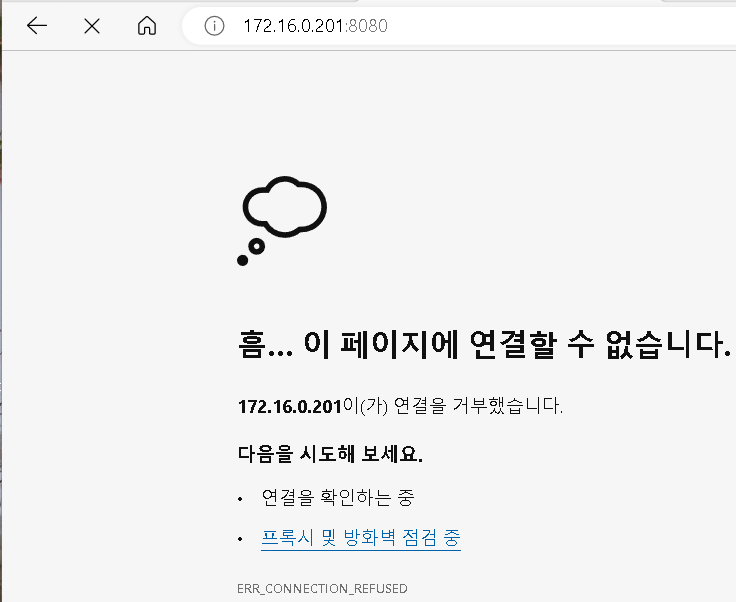 172.16.0.201:8080
흠... 이 페이지에 연결할 수 없습니다.
172.16.0.201이(가) 연결을 거부했습니다.
다음을 시도해 보세요.
• 연결을 확인하는 중
• 프록시 및 방화벽 점검 중
ERR_CONNECTION_REFUSED